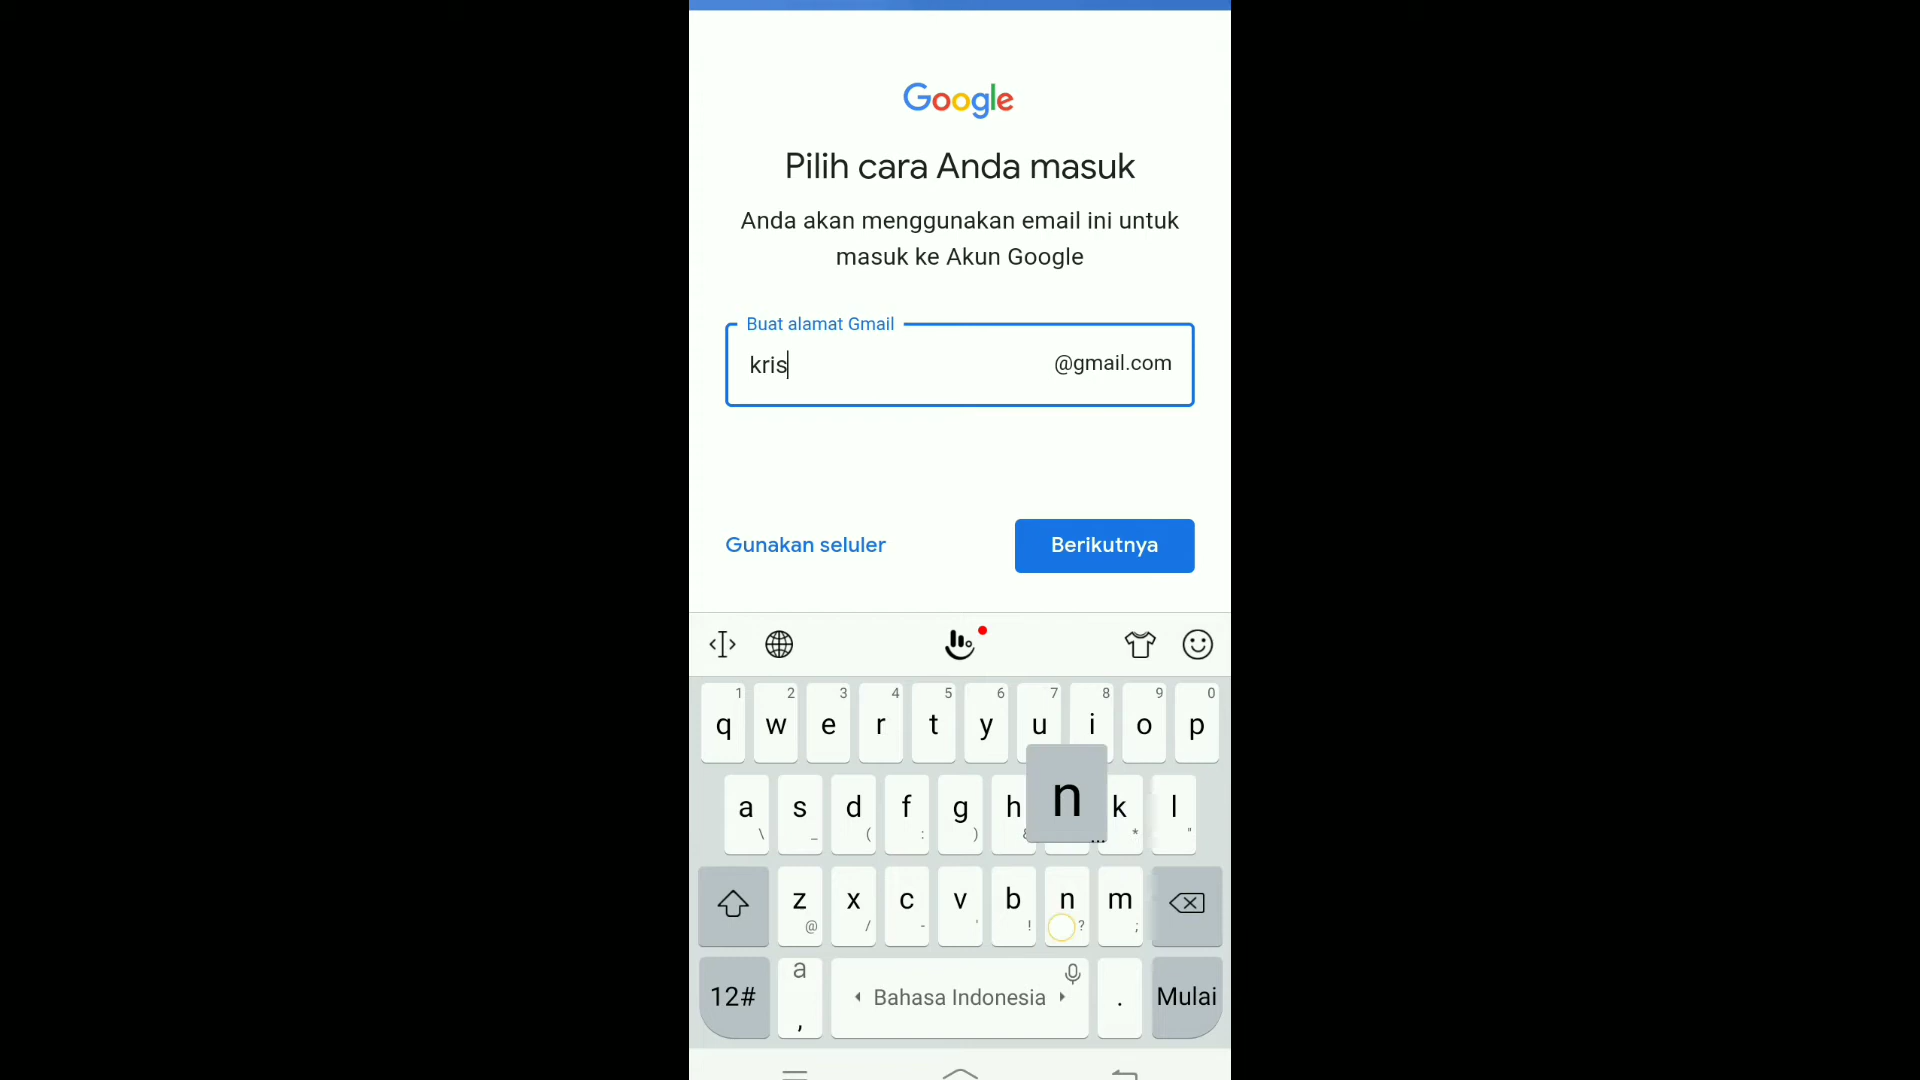 Google
Pilih cara Anda masuk
Anda akan menggunakan email ini untuk
masuk ke Akun Google
Buat alamat Gmail
kris
@gmail.com
Gunakan seluler
Berikutnya
1 2 3 4 5 6 7 8 9 0
q w e r t y u i o p
n
a s d f g h k l
\ _ ( : ) ... * "
z x c v b n m
@ / - ' ! ? ;
12# a , Bahasa Indonesia . Mulai